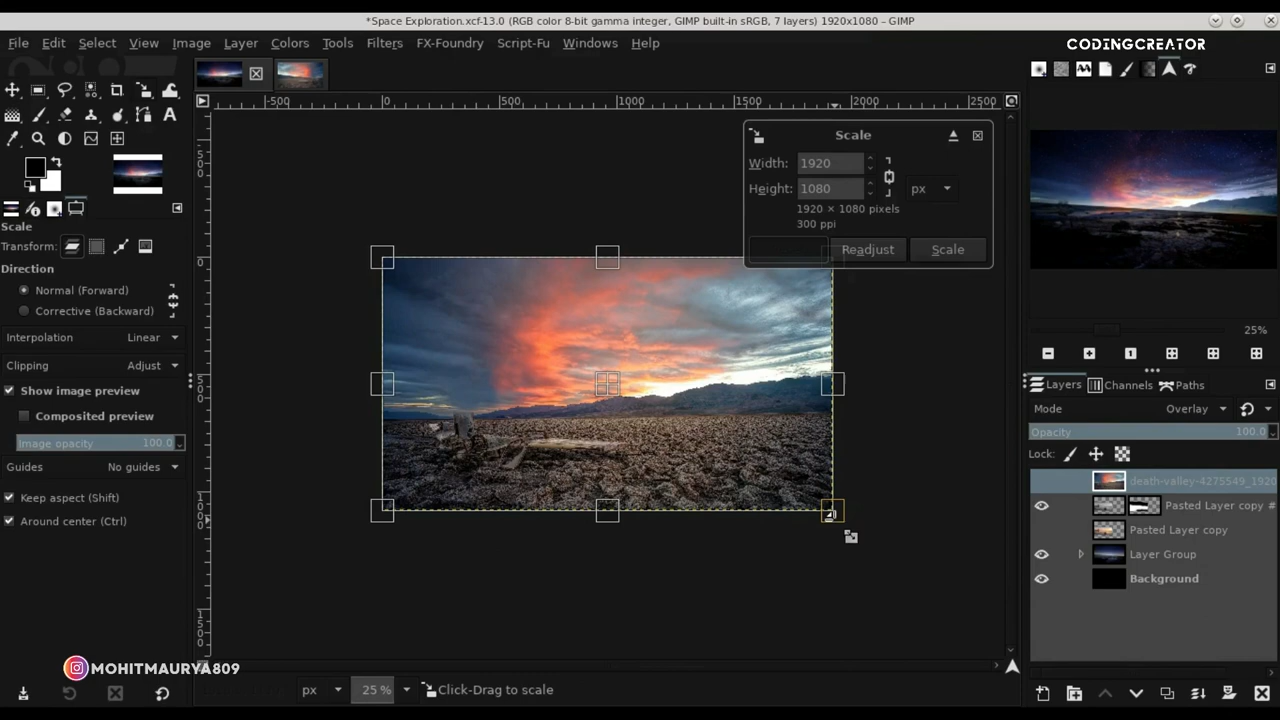 *Space Exploration.xcf-13.0 (RGB color 8-bit gamma integer, GIMP built-in sRGB, 7 layers) 1920x1080 – GIMP
File Edit Select View Image Layer Colors Tools Filters FX-Foundry Script-Fu Windows Help
CODINGCREATOR
-500 0 500 1000 1500 2000 2500
Scale
Width: 1920
Height: 1080 px
1920 × 1080 pixels
300 ppi
Readjust Scale
Scale
Transform:
Direction
Normal (Forward)
Corrective (Backward)
Interpolation Linear
Clipping Adjust
Show image preview
Composited preview
Image opacity 100.0
Guides No guides
Keep aspect (Shift)
Around center (Ctrl)
25%
Layers Channels Paths
Mode Overlay
Opacity 100.0
Lock:
death-valley-4275549_1920
Pasted Layer copy #
Pasted Layer copy
Layer Group
Background
MOHITMAURYA809
px 25 % Click-Drag to scale